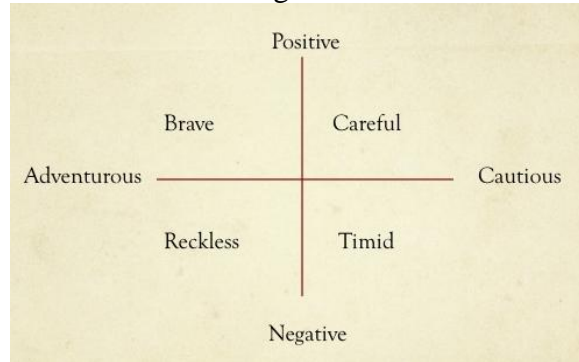 Positive
Brave Careful
Adventurous Cautious
Reckless Timid
Negative